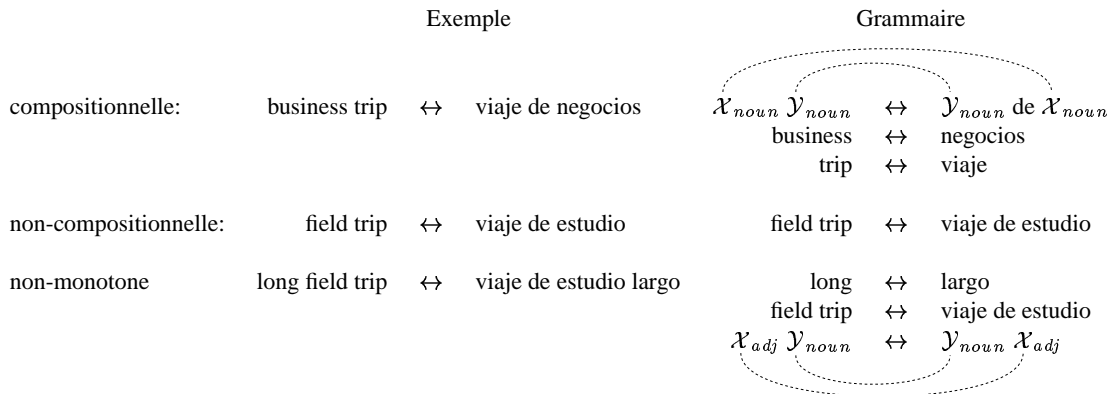 Exemple Grammaire
compositionnelle: business trip ↔ viaje de negocios 𝒳noun 𝒴noun ↔ 𝒴noun de 𝒳noun
business ↔ negocios
trip ↔ viaje
non-compositionnelle: field trip ↔ viaje de estudio field trip ↔ viaje de estudio
non-monotone long field trip ↔ viaje de estudio largo long ↔ largo
field trip ↔ viaje de estudio
𝒳adj 𝒴noun ↔ 𝒴noun 𝒳adj